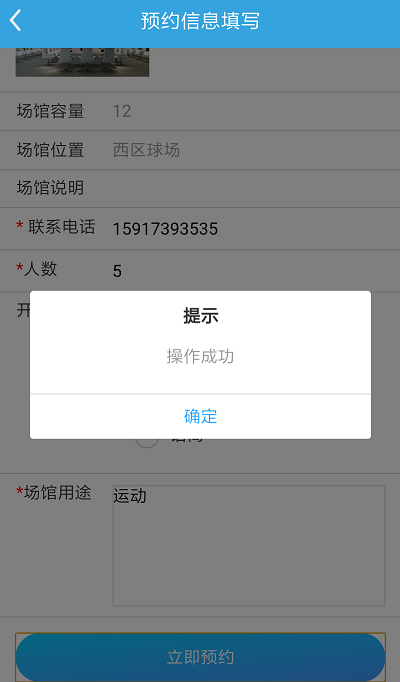 预约信息填写
场馆容量 12
场馆位置 西区球场
场馆说明
* 联系电话 15917393535
*人数 5
开
提示
操作成功
确定
*场馆用途 运动
立即预约